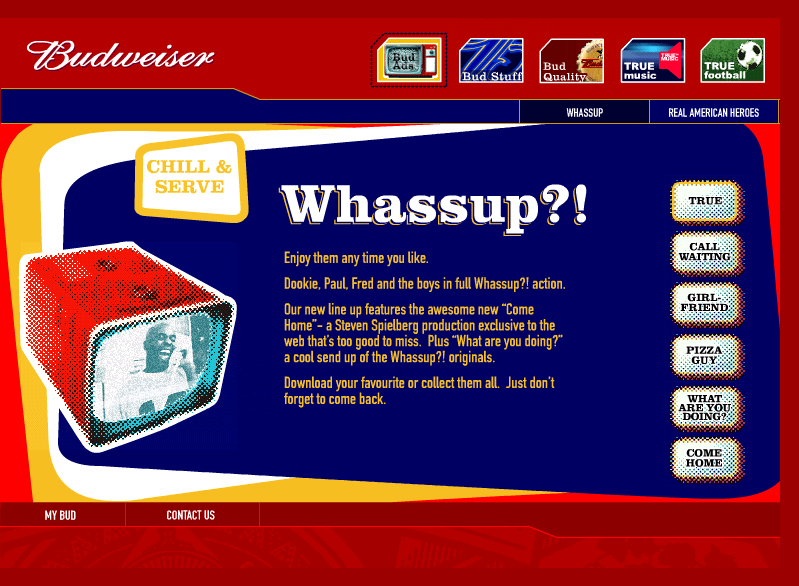 Budweiser
Bud
Ads
Bud Stuff
Bud
Quality
TRUE
music
TRUE
MUSIC
TRUE
football
WHASSUP
REAL AMERICAN HEROES
CHILL &
SERVE
Whassup?!
Enjoy them any time you like.
Dookie, Paul, Fred and the boys in full Whassup?! action.
Our new line up features the awesome new “Come
Home”- a Steven Spielberg production exclusive to the
web that’s too good to miss.  Plus “What are you doing?”
a cool send up of the Whassup?! originals.
Download your favourite or collect them all.  Just don’t
forget to come back.
TRUE
CALL
WAITING
GIRL-
FRIEND
PIZZA
GUY
WHAT
ARE YOU
DOING?
COME
HOME
MY BUD
CONTACT US